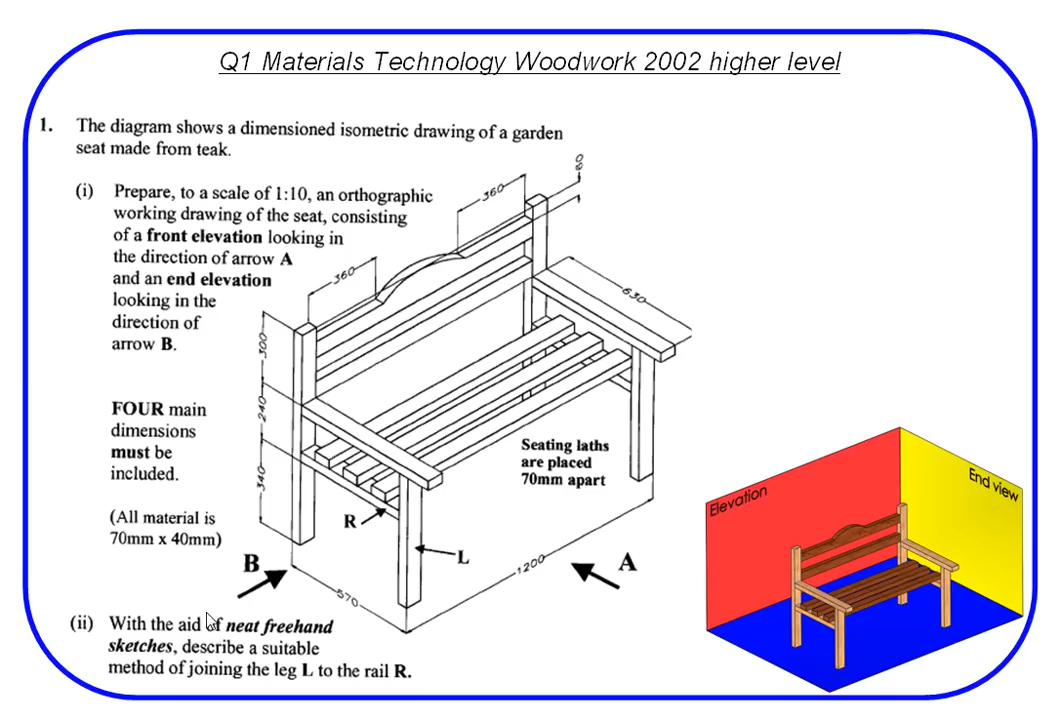 Q1 Materials Technology Woodwork 2002 higher level
1. The diagram shows a dimensioned isometric drawing of a garden
seat made from teak.
(i) Prepare, to a scale of 1:10, an orthographic
working drawing of the seat, consisting
of a front elevation looking in
the direction of arrow A
and an end elevation
looking in the
direction of
arrow B.
FOUR main
dimensions
must be
included.
(All material is
70mm x 40mm)
60
360
360
630
300
240
340
Seating laths
are placed
70mm apart
R
L
B
A
1200
570
Elevation
End view
(ii) With the aid of neat freehand
sketches, describe a suitable
method of joining the leg L to the rail R.